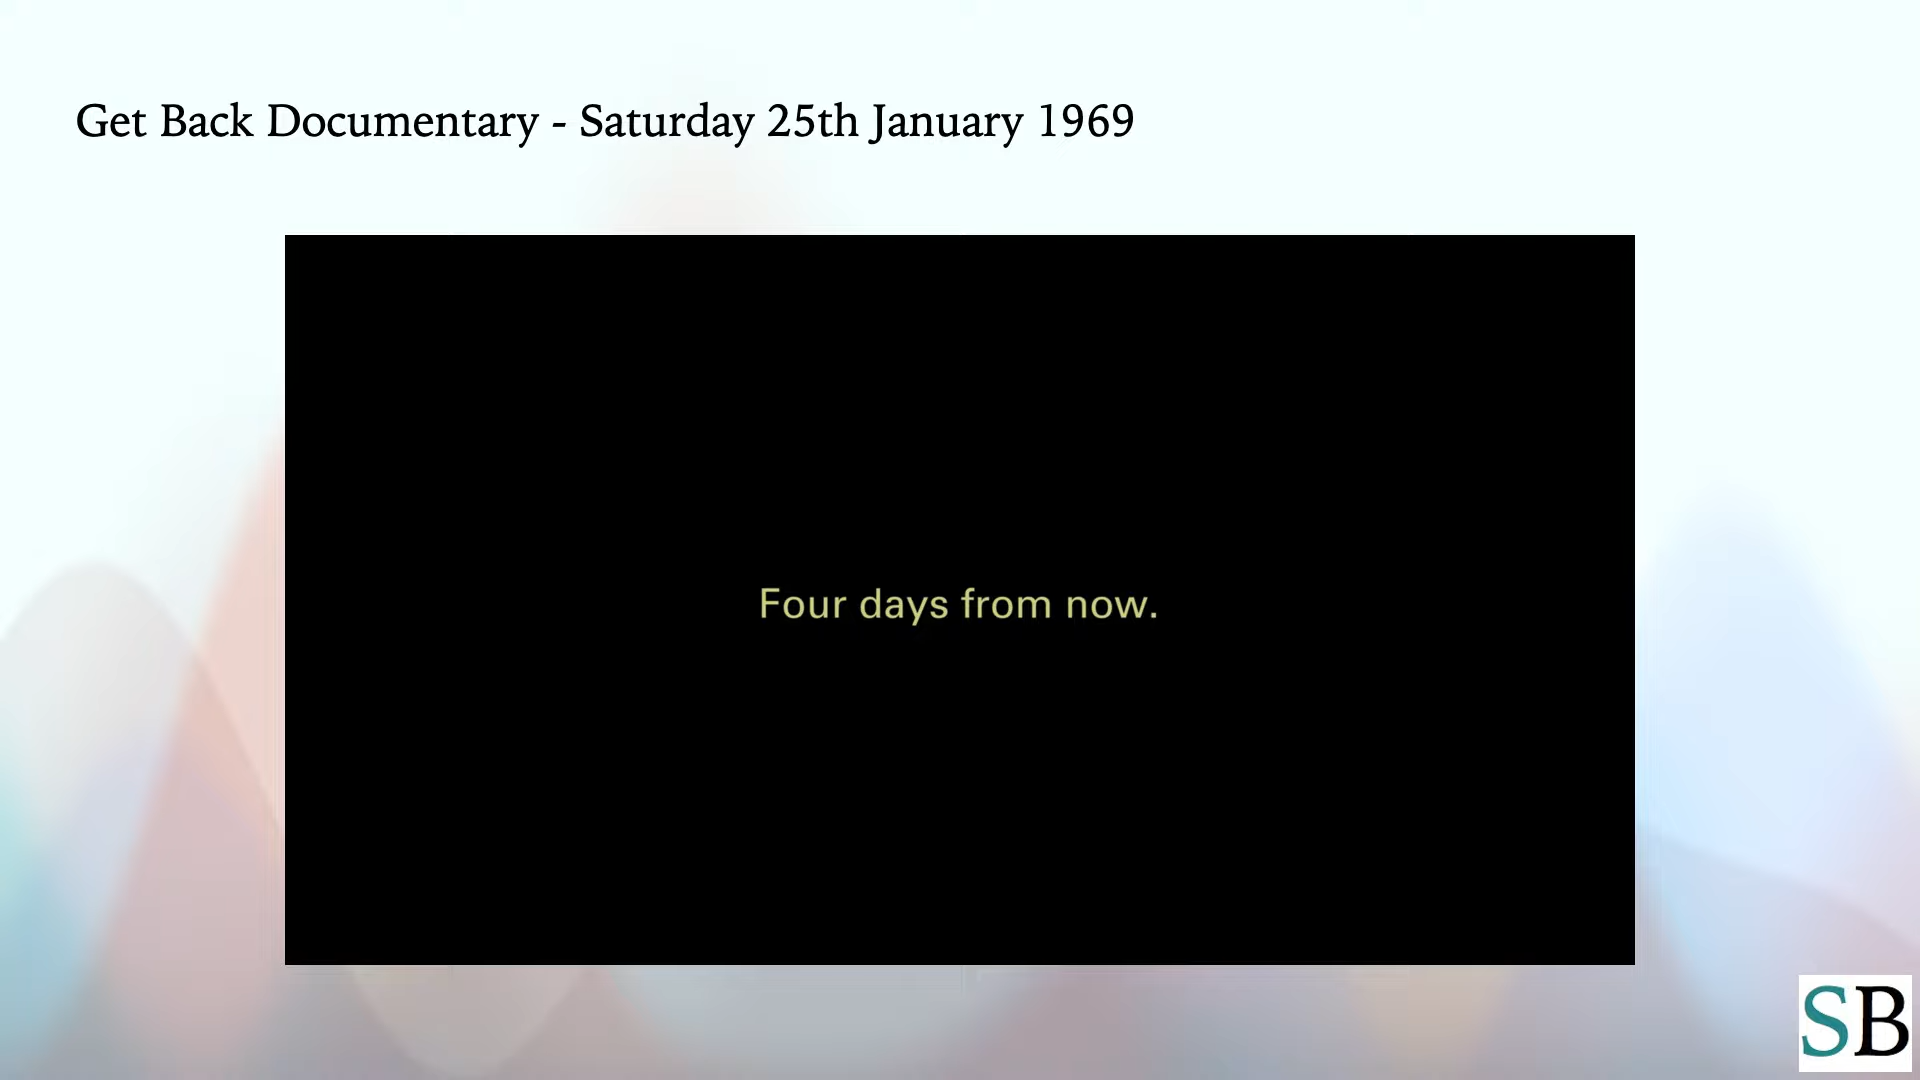 Get Back Documentary - Saturday 25th January 1969
Four days from now.
SB